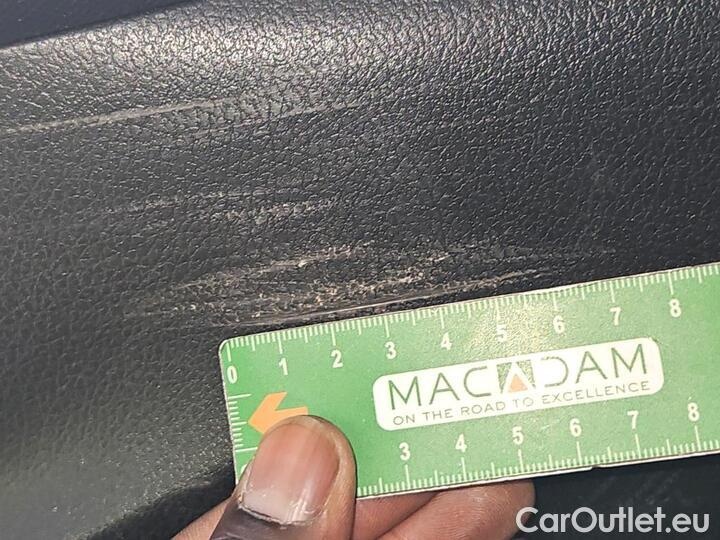 0 1 2 3 4 5 6 7 8
MACADAM
ON THE ROAD TO EXCELLENCE
3 4 5 6 7 8
CarOutlet.eu